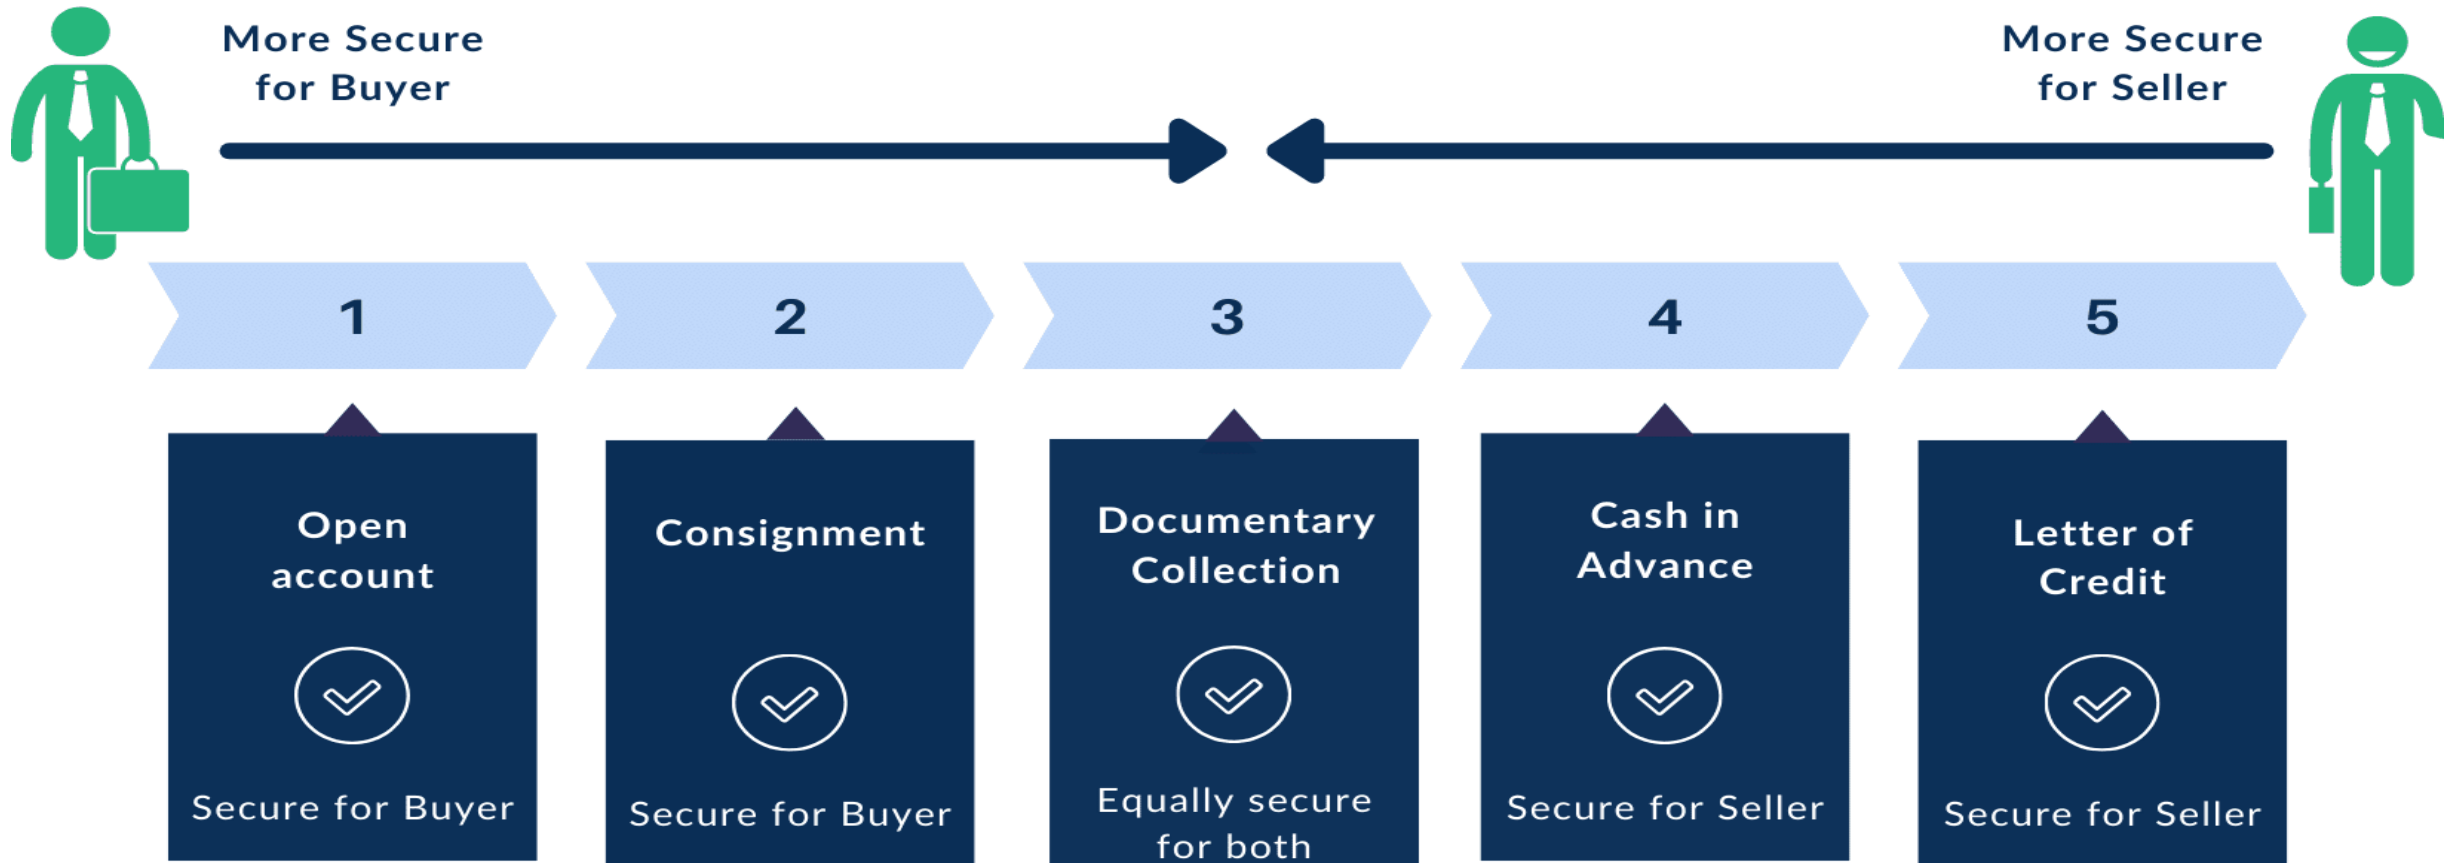 More Secure
for Buyer
More Secure
for Seller
1
2
3
4
5
Open
account
Secure for Buyer
Consignment
Secure for Buyer
Documentary
Collection
Equally secure
for both
Cash in
Advance
Secure for Seller
Letter of
Credit
Secure for Seller